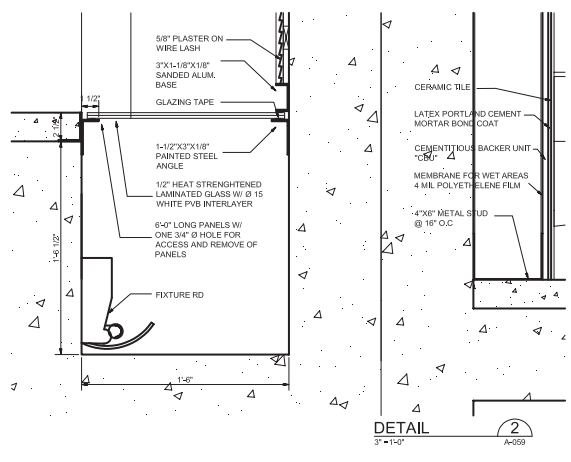 5/8" PLASTER ON
WIRE LASH
3"X1-1/8"X1/8"
SANDED ALUM.
BASE
1 1/2"
GLAZING TAPE
2 1/2"
1-1/2"X3"X1/8"
PAINTED STEEL
ANGLE
1/2" HEAT STRENGHTENED
LAMINATED GLASS W/ Ø 15
WHITE PVB INTERLAYER
6'-0" LONG PANELS W/
ONE 3/4" Ø HOLE FOR
ACCESS AND REMOVE OF
PANELS
1'-6 1/2"
FIXTURE RD
1'-6"
CERAMIC TILE
LATEX PORTLAND CEMENT
MORTAR BOND COAT
CEMENTITIOUS BACKER UNIT
"CBU"
MEMBRANE FOR WET AREAS
4 MIL POLYETHELENE FILM
4"X6" METAL STUD
@ 16" O.C
DETAIL
3" = 1'-0"
2
A-059